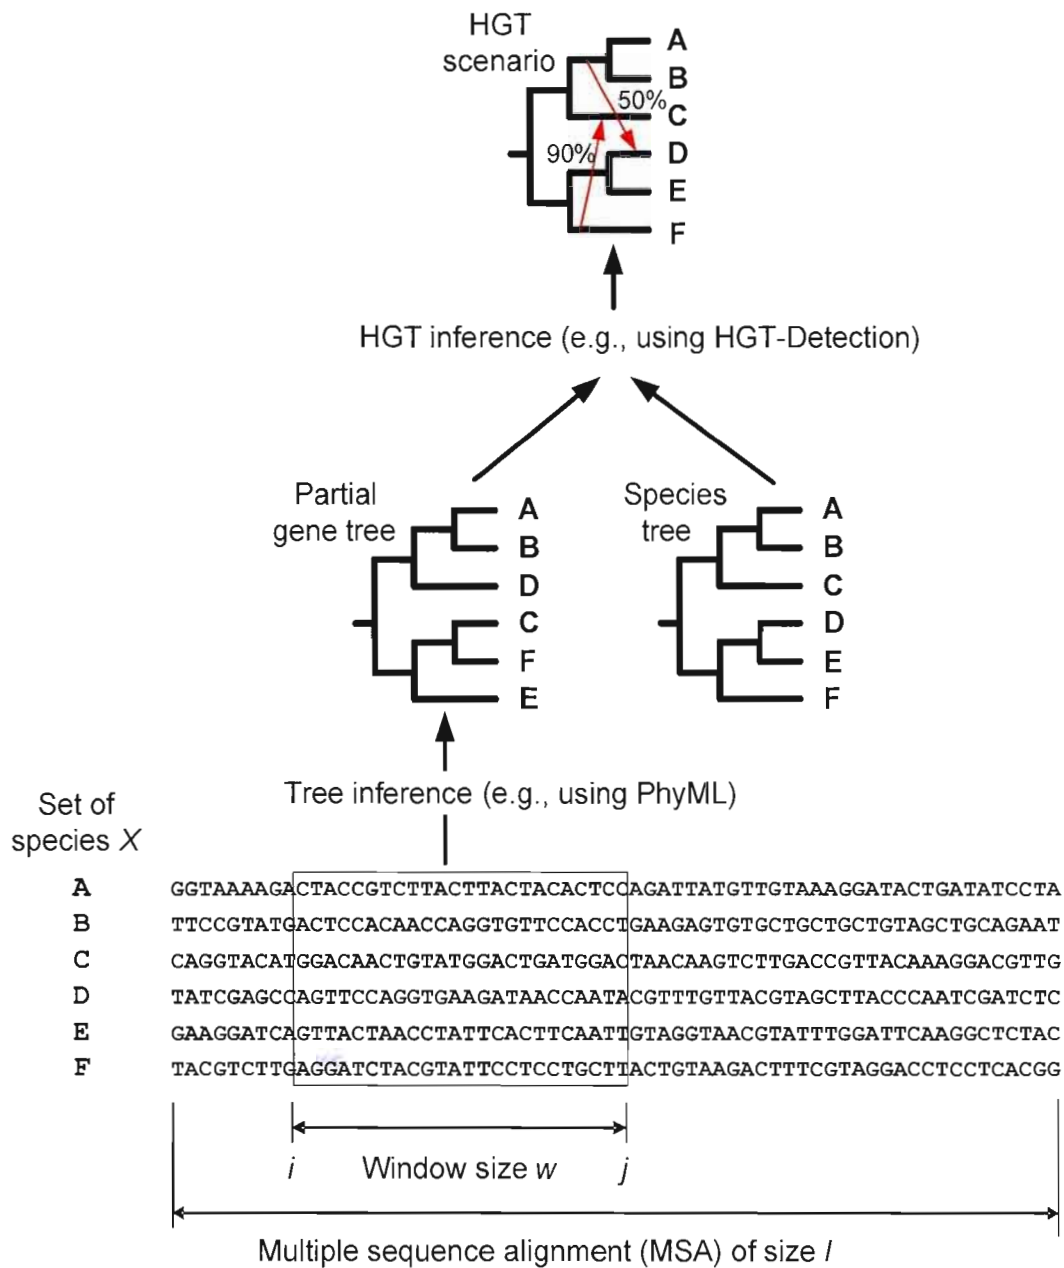 HGT
scenario
A
B
50%
C
90%
D
E
F
HGT inference (e.g., using HGT-Detection)
Partial
gene tree
A
B
D
C
F
E
Species
tree
A
B
C
D
E
F
Tree inference (e.g., using PhyML)
Set of
species X
A GGTAAAAGACTACCGTCTTACTTACTACACTCCAGATTATGTTGTAAAGGATACTGATATCCTA
B TTCCGTATGACTCCACAACCAGGTGTTCCACCTGAAGAGTGTGCTGCTGCTGTAGCTGCAGAAT
C CAGGTACATGGACAACTGTATGGACTGATGGACTAACAAGTCTTGACCGTTACAAAGGACGTTG
D TATCGAGCCAGTTCCAGGTGAAGATAACCAATACGTTTGTTACGTAGCTTACCCAATCGATCTC
E GAAGGATCAGTTACTAACCTATTCACTTCAATTGTAGGTAACGTATTTGGATTCAAGGCTCTAC
F TACGTCTTGAGGATCTACGTATTCCTCCTGCTTACTGTAAGACTTTCGTAGGACCTCCTCACGG
i Window size w j
Multiple sequence alignment (MSA) of size l